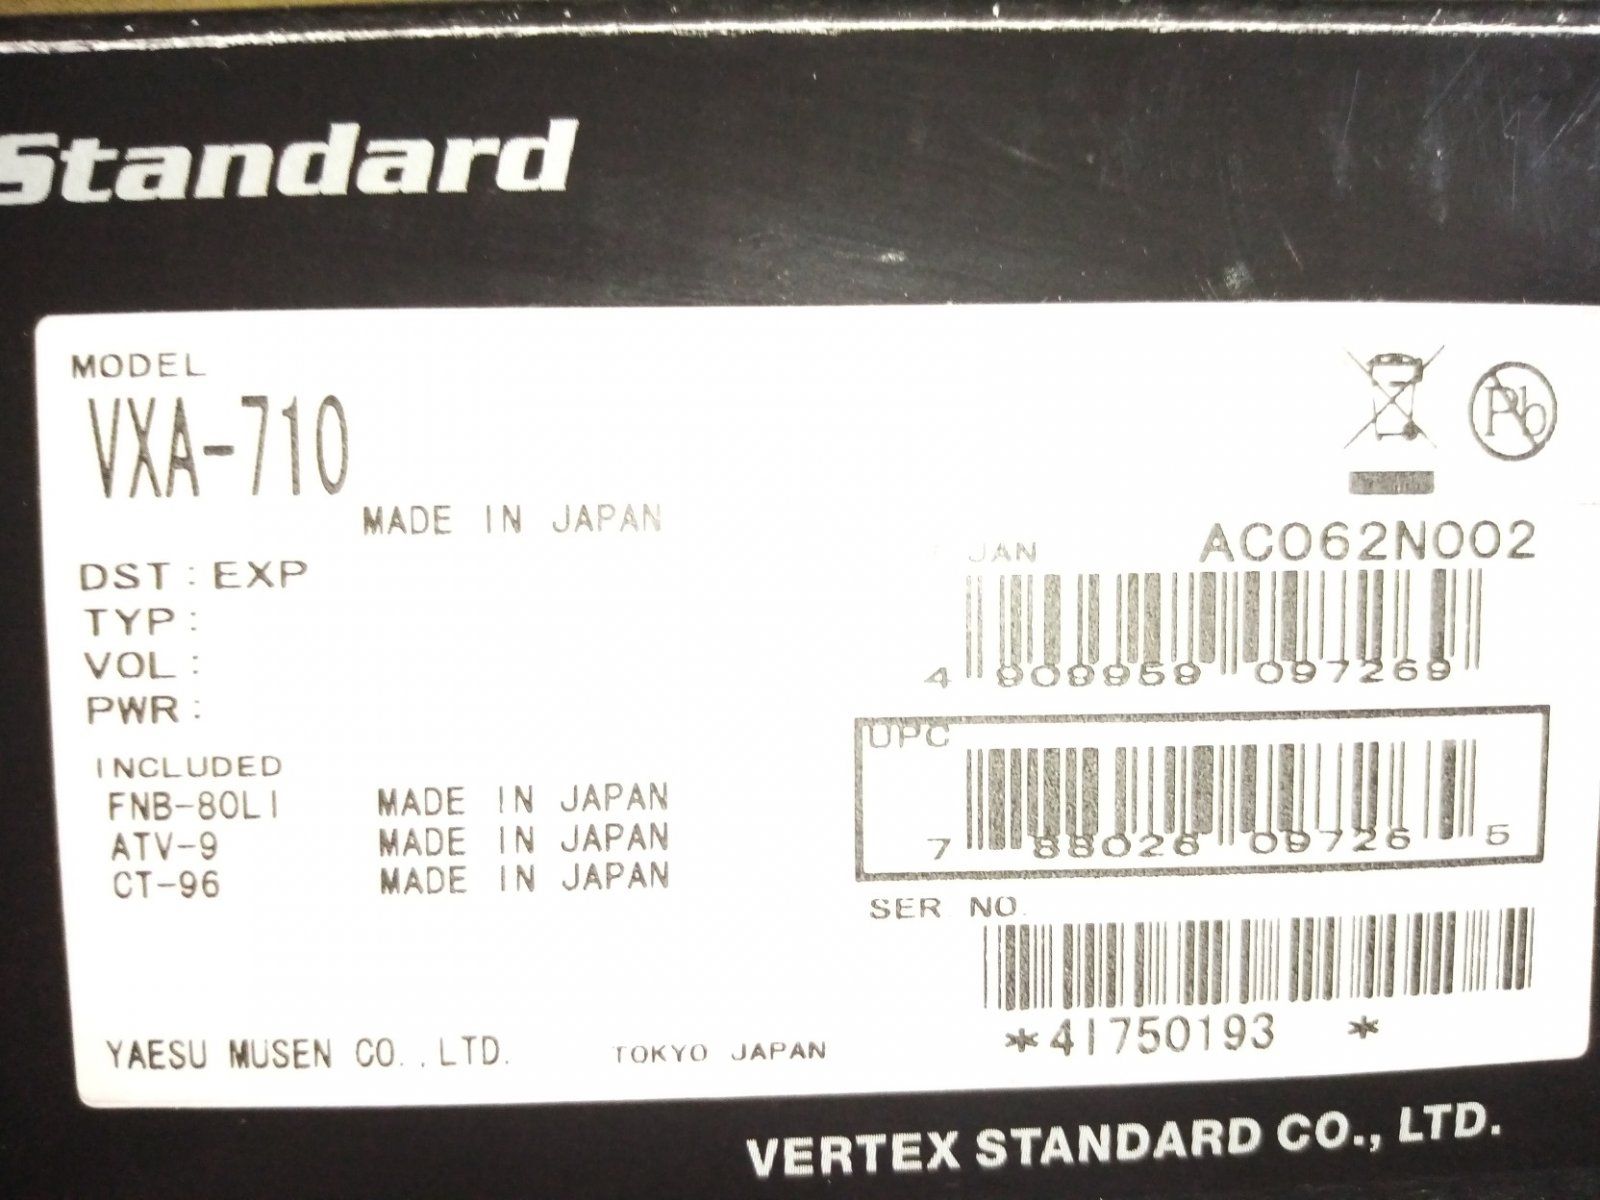 Standard
MODEL
VXA-710
MADE IN JAPAN
DST: EXP
TYP:
VOL:
PWR:
INCLUDED
FNB-80LI MADE IN JAPAN
ATV-9 MADE IN JAPAN
CT-96 MADE IN JAPAN
YAESU MUSEN CO.,LTD. TOKYO JAPAN
Pb
JAN AC062N002
4 909959 097269
UPC
7 88026 09726 5
SER. NO.
*41750193 *
VERTEX STANDARD CO., LTD.